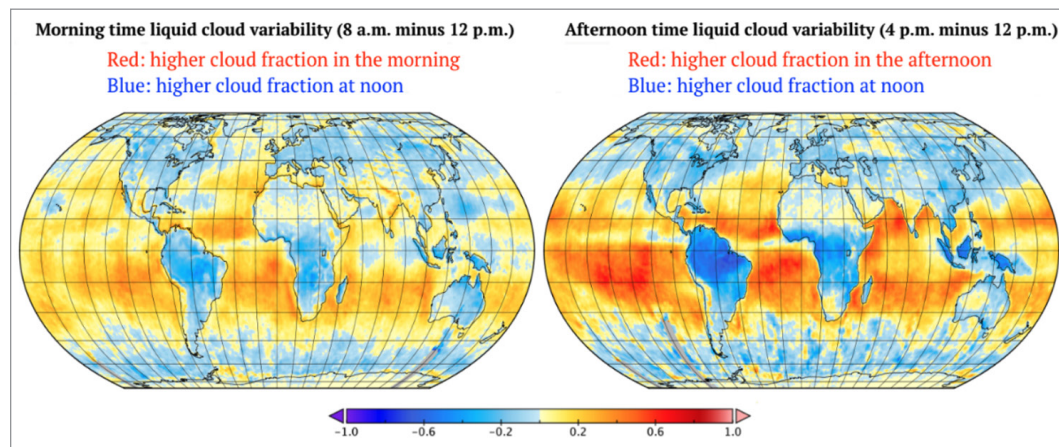 Morning time liquid cloud variability (8 a.m. minus 12 p.m.)
Red: higher cloud fraction in the morning
Blue: higher cloud fraction at noon
Afternoon time liquid cloud variability (4 p.m. minus 12 p.m.)
Red: higher cloud fraction in the afternoon
Blue: higher cloud fraction at noon
-1.0 -0.6 -0.2 0.2 0.6 1.0